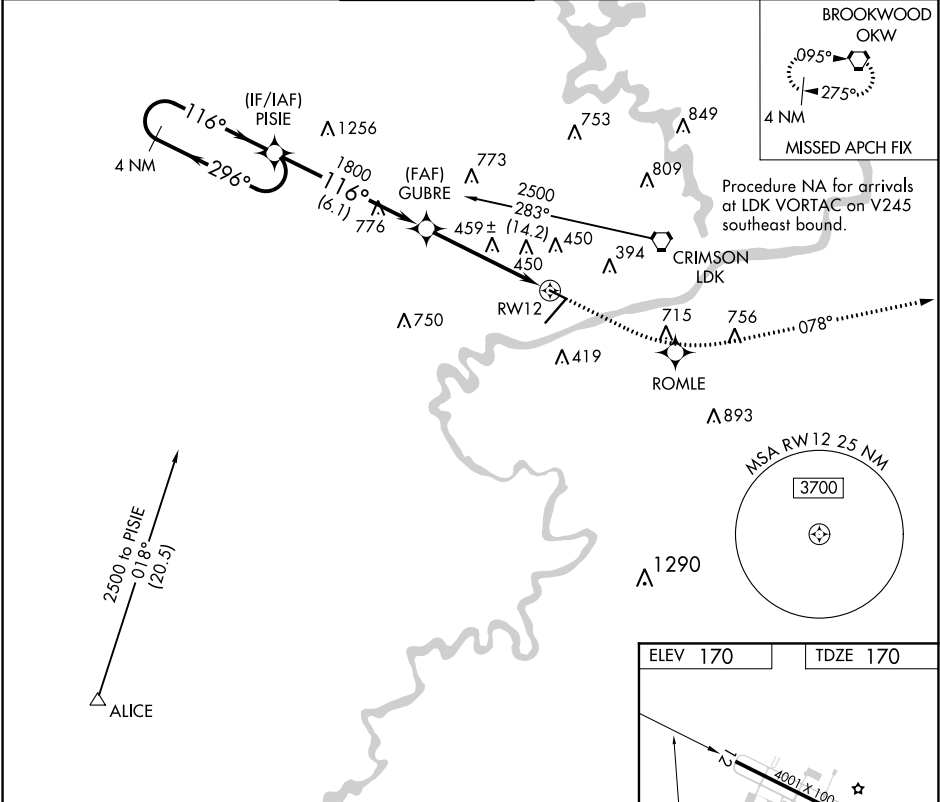 BROOKWOOD
OKW
095°
275°
4 NM
MISSED APCH FIX
(IF/IAF)
PISIE
116°
296°
4 NM
1256
1800
116°
(6.1)
776
(FAF)
GUBRE
773
753
849
809
2500
283°
(14.2)
459±
450
450
394
CRIMSON
LDK
Procedure NA for arrivals
at LDK VORTAC on V245
southeast bound.
RW12
750
419
715
756
078°
ROMLE
893
MSA RW12 25 NM
3700
1290
2500 to PISIE
018°
(20.5)
ALICE
ELEV 170
TDZE 170
12
4001 X 100